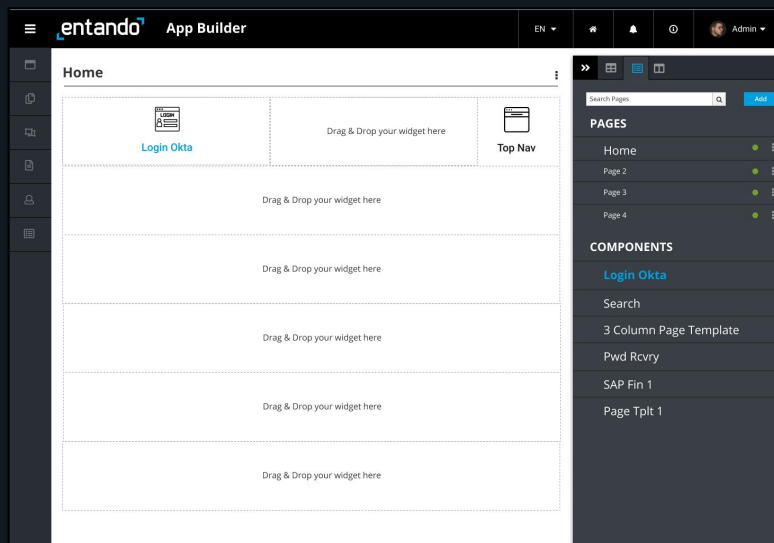 entando App Builder EN Admin
Home
LOGIN
Login Okta
Drag & Drop your widget here
Top Nav
Drag & Drop your widget here
Drag & Drop your widget here
Drag & Drop your widget here
Drag & Drop your widget here
Drag & Drop your widget here
Search Pages Add
PAGES
Home
Page 2
Page 3
Page 4
COMPONENTS
Login Okta
Search
3 Column Page Template
Pwd Rcvry
SAP Fin 1
Page Tplt 1